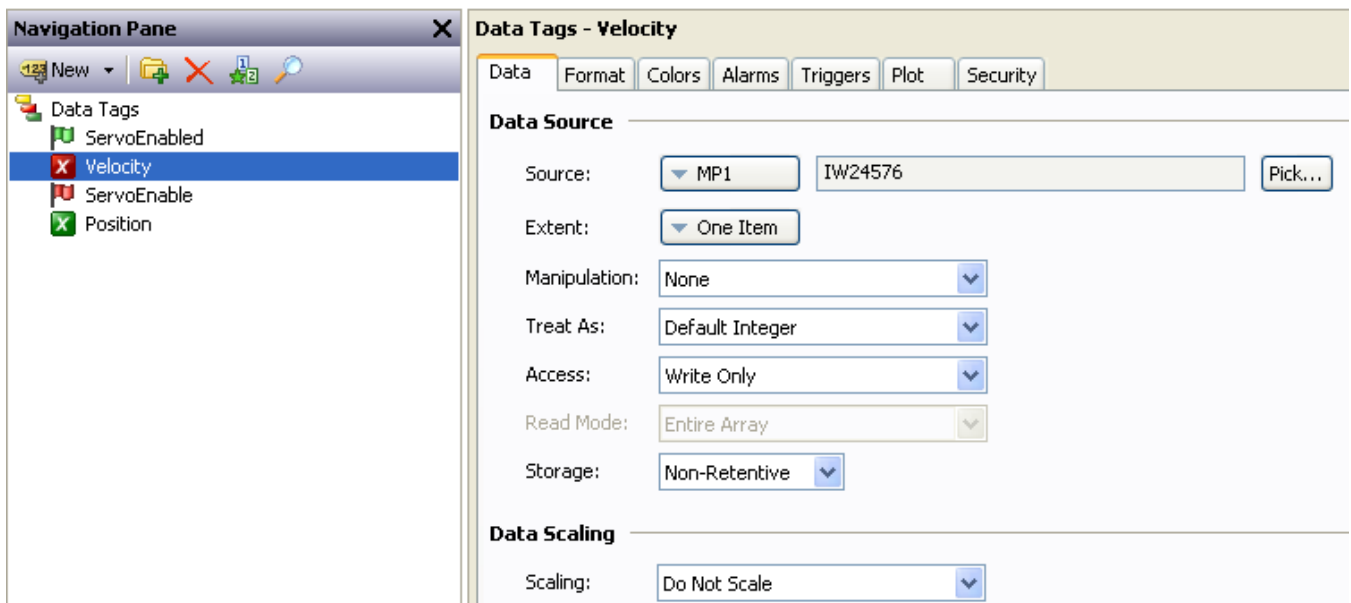 Navigation Pane
New
Data Tags
ServoEnabled
Velocity
ServoEnable
Position
Data Tags - Velocity
Data Format Colors Alarms Triggers Plot Security
Data Source
Source: MP1 IW24576 Pick...
Extent: One Item
Manipulation: None
Treat As: Default Integer
Access: Write Only
Read Mode: Entire Array
Storage: Non-Retentive
Data Scaling
Scaling: Do Not Scale